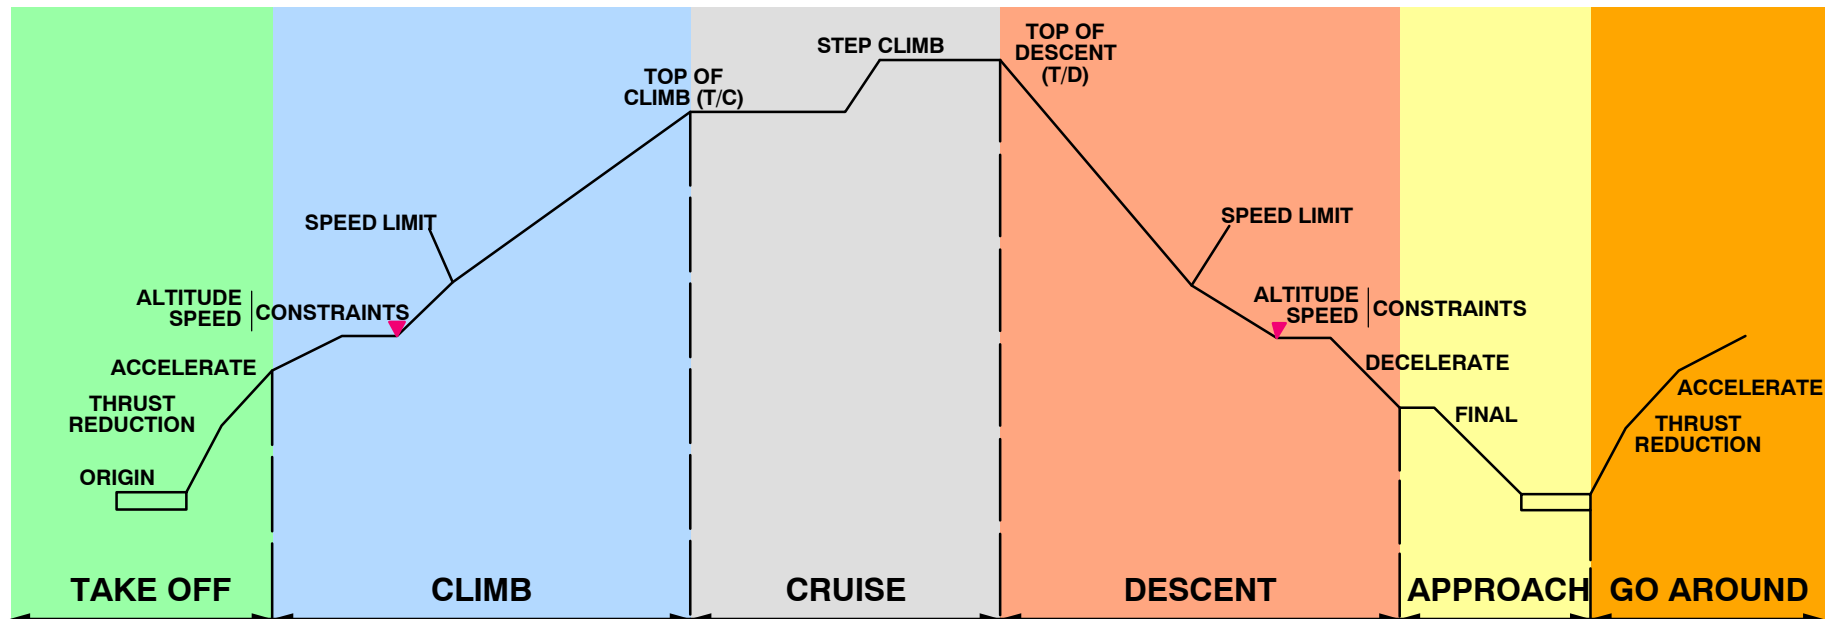 TOP OF
DESCENT
(T/D)
STEP CLIMB
TOP OF
CLIMB (T/C)
SPEED LIMIT
SPEED LIMIT
ALTITUDE
SPEED
CONSTRAINTS
ALTITUDE
SPEED
CONSTRAINTS
ACCELERATE
DECELERATE
THRUST
REDUCTION
FINAL
ACCELERATE
THRUST
REDUCTION
ORIGIN
TAKE OFF
CLIMB
CRUISE
DESCENT
APPROACH
GO AROUND